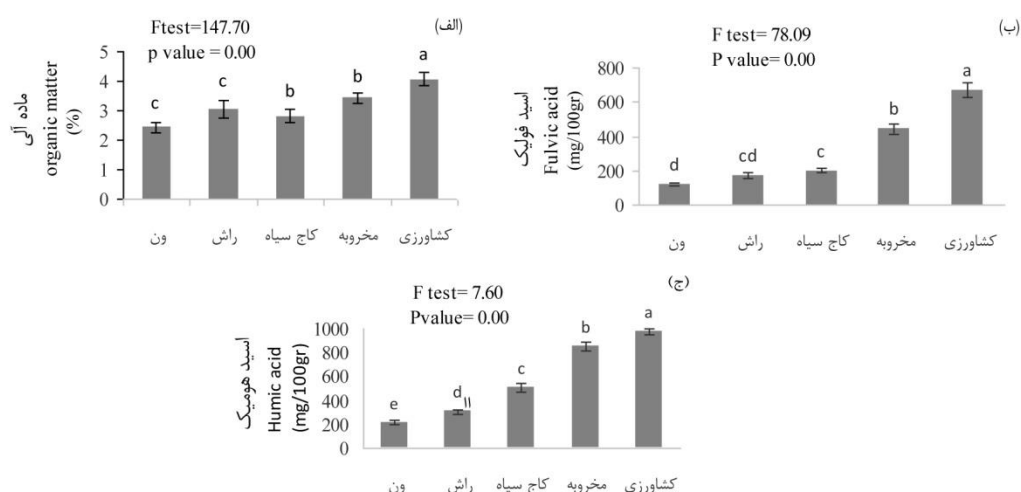 (الف)
Ftest=147.70
p value = 0.00
ماده آلی
organic matter
(%)
5
4
3
2
1
0
c
c
b
b
a
ون
راش
کاج سیاه
مخروبه
کشاورزی
(ب)
F test= 78.09
P value= 0.00
اسید فولیک
Fulvic acid
(mg/100gr)
800
600
400
200
0
d
cd
c
b
a
ون
راش
کاج سیاه
مخروبه
کشاورزی
(ج)
F test= 7.60
Pvalue= 0.00
اسید هومیک
Humic acid
(mg/100gr)
1000
800
600
400
200
0
e
d
c
b
a
ون
راش
کاج سیاه
مخروبه
کشاورزی